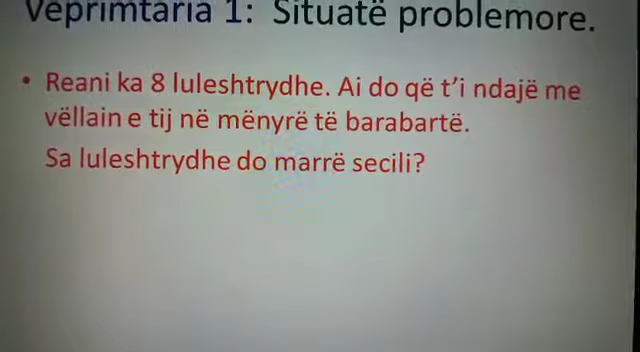 Veprimtaria 1: Situatë problemore.
• Reani ka 8 luleshtrydhe. Ai do që t'i ndajë me
vëllain e tij në mënyrë të barabartë.
Sa luleshtrydhe do marrë secili?